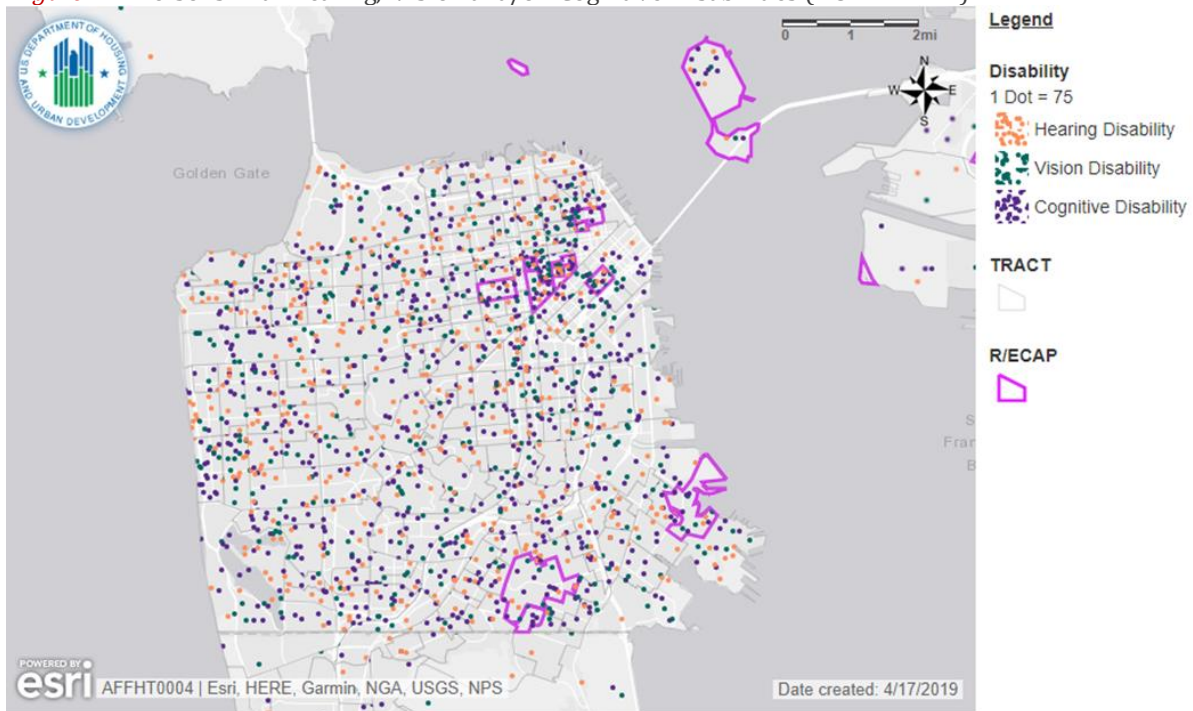 0 1 2mi
N
W E
S
U.S. DEPARTMENT OF HOUSING
AND URBAN DEVELOPMENT
Golden Gate
S
Fran
B
POWERED BY
esri
AFFHT0004 | Esri, HERE, Garmin, NGA, USGS, NPS
Date created: 4/17/2019
Legend
Disability
1 Dot = 75
Hearing Disability
Vision Disability
Cognitive Disability
TRACT
R/ECAP